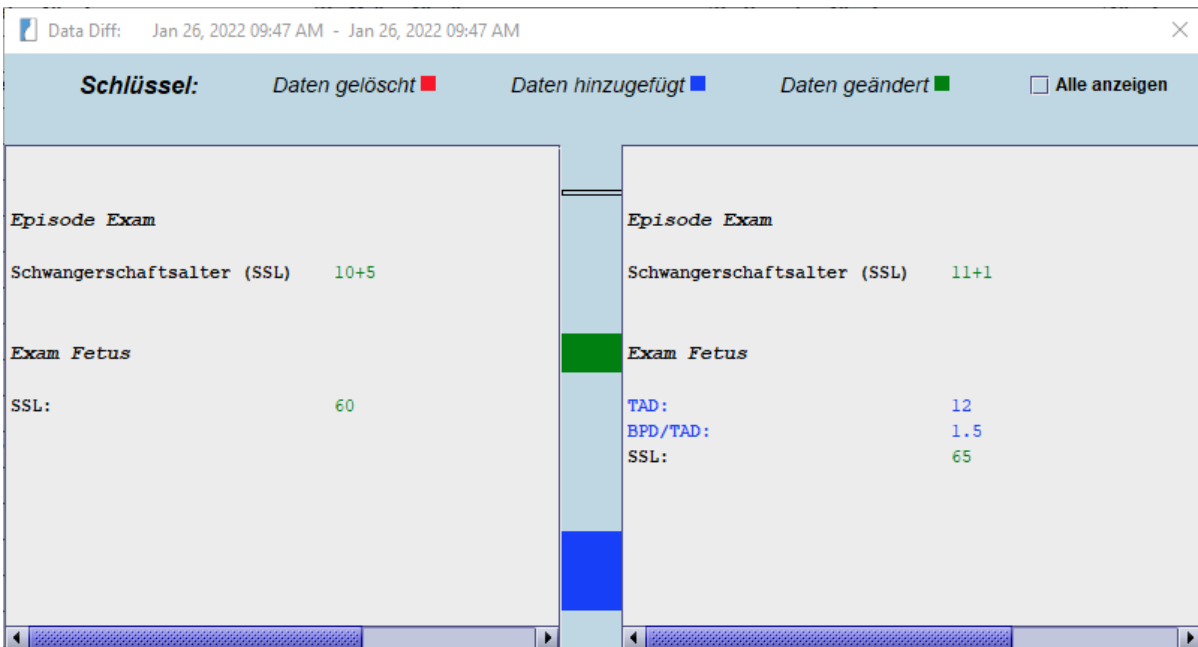 Data Diff: Jan 26, 2022 09:47 AM - Jan 26, 2022 09:47 AM
Schlüssel: Daten gelöscht Daten hinzugefügt Daten geändert Alle anzeigen
Episode Exam
Schwangerschaftsalter (SSL) 10+5
Exam Fetus
SSL: 60
Episode Exam
Schwangerschaftsalter (SSL) 11+1
Exam Fetus
TAD: 12
BPD/TAD: 1.5
SSL: 65